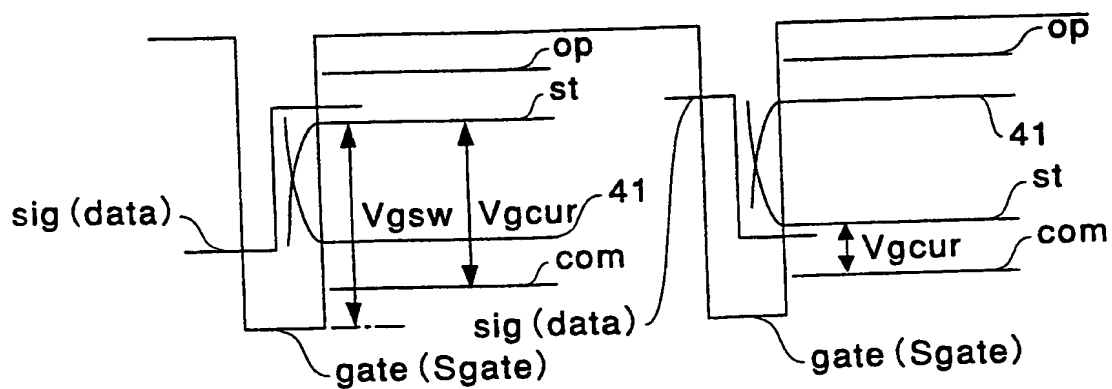 op
st
41
sig (data)
Vgsw
Vgcur
com
gate (Sgate)
op
41
st
Vgcur
com
sig (data)
gate (Sgate)